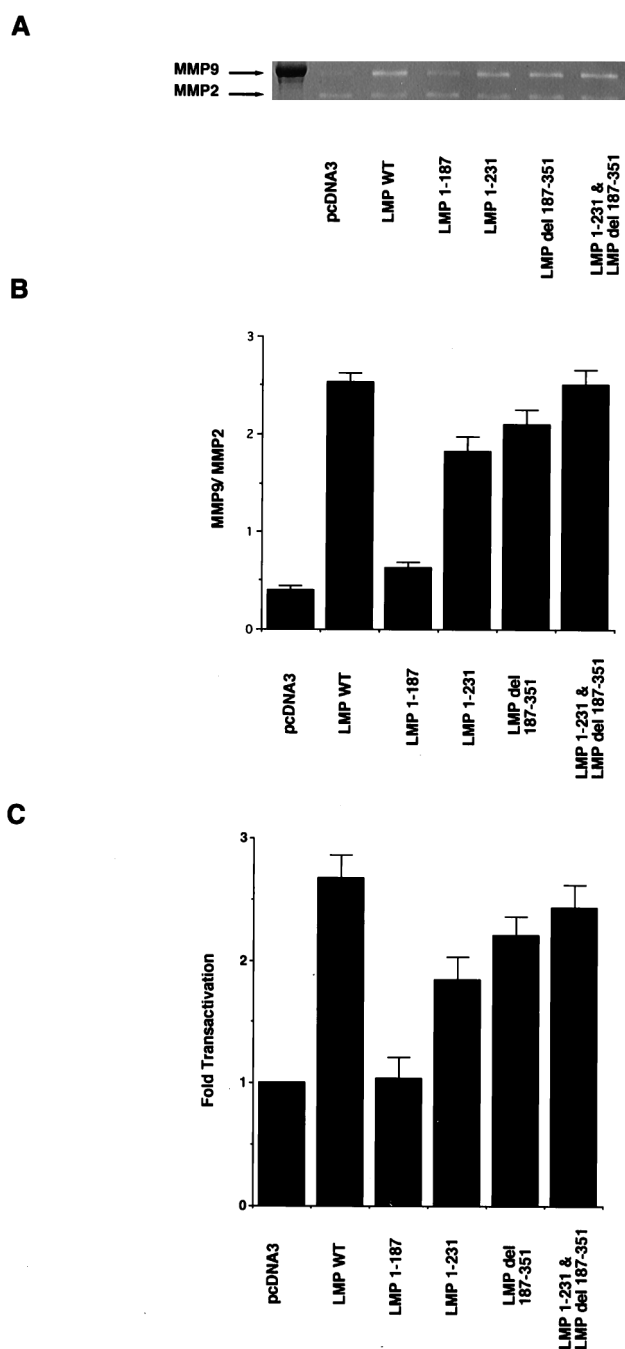 A
MMP9
MMP2
pcDNA3
LMP WT
LMP 1-187
LMP 1-231
LMP del 187-351
LMP 1-231 &
LMP del 187-351
B
3
2
1
0
MMP9/ MMP2
pcDNA3
LMP WT
LMP 1-187
LMP 1-231
LMP del
187-351
LMP 1-231 &
LMP del 187-351
C
3
2
1
0
Fold Transactivation
pcDNA3
LMP WT
LMP 1-187
LMP 1-231
LMP del
187-351
LMP 1-231 &
LMP del 187-351